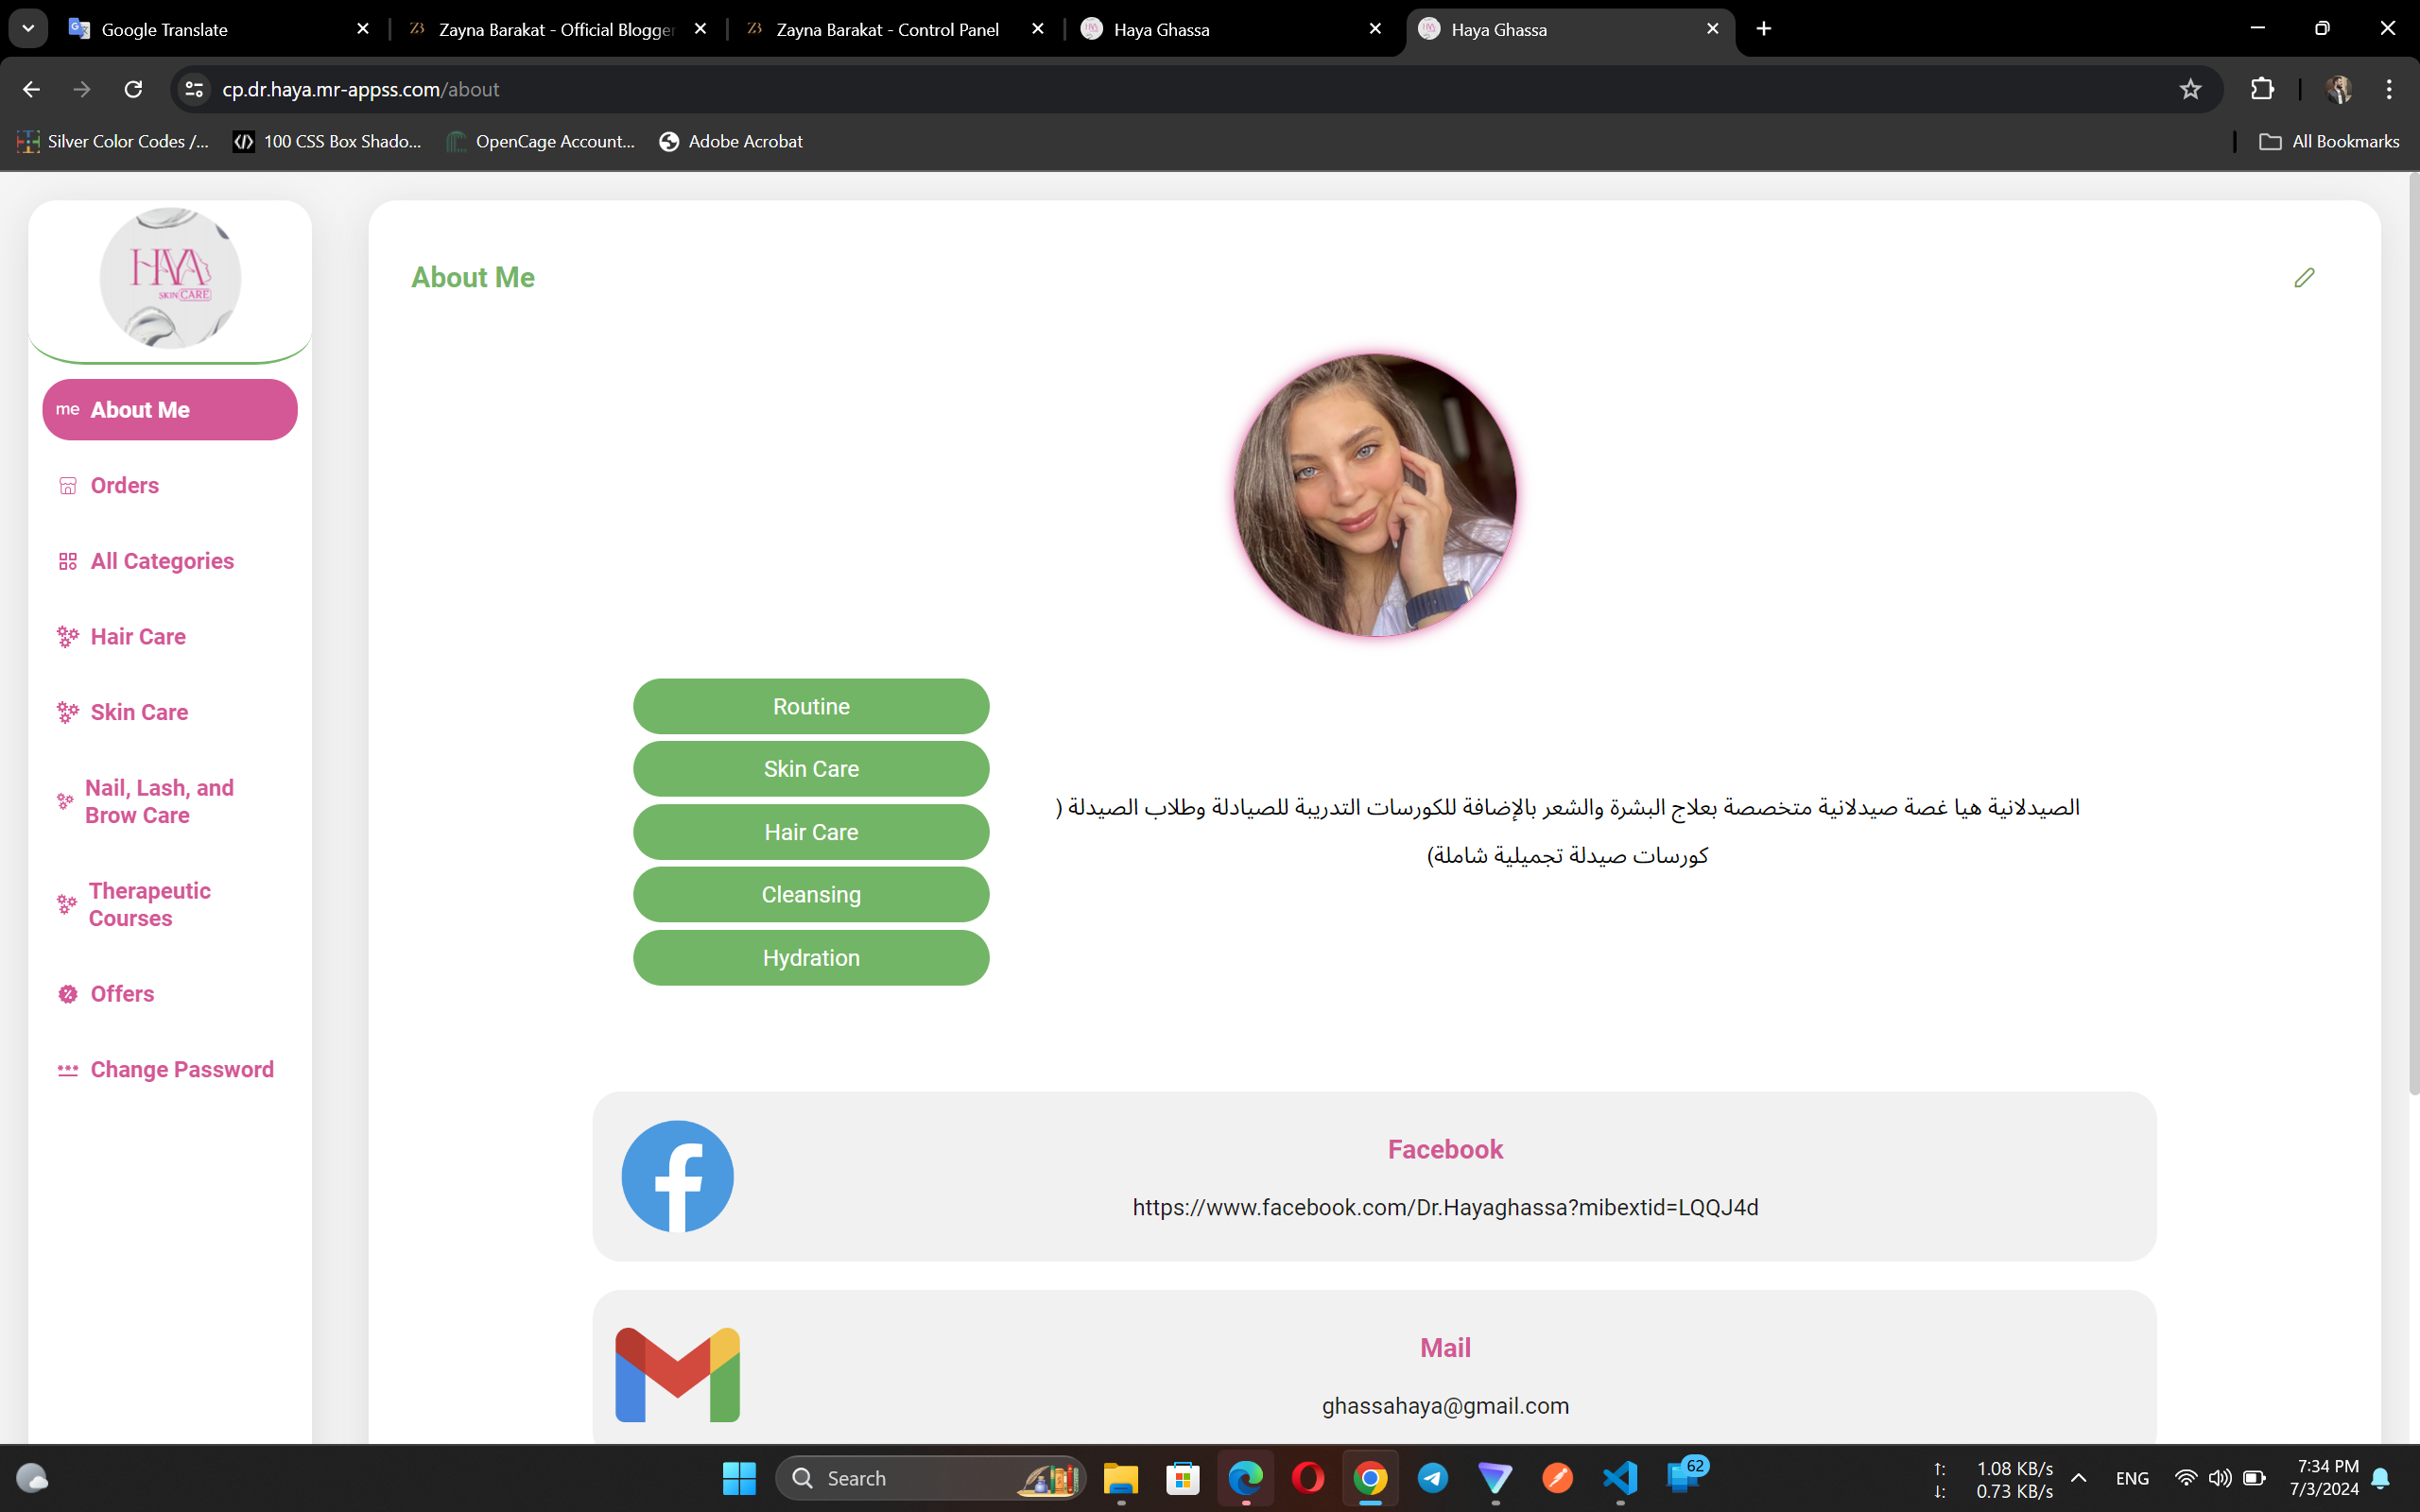 Google Translate
Zayna Barakat - Official Blogger
Zayna Barakat - Control Panel
Haya Ghassa
Haya Ghassa
cp.dr.haya.mr-appss.com/about
Silver Color Codes /...
100 CSS Box Shado...
OpenCage Account...
Adobe Acrobat
All Bookmarks
HAYA
SKIN CARE
me About Me
Orders
All Categories
Hair Care
Skin Care
Nail, Lash, and
Brow Care
Therapeutic
Courses
Offers
Change Password
About Me
Routine
Skin Care
Hair Care
Cleansing
Hydration
الصيدلانية هيا غصة صيدلانية متخصصة بعلاج البشرة والشعر بالإضافة للكورسات التدريبة للصيادلة وطلاب الصيدلة (
كورسات صيدلة تجميلية شاملة)
Facebook
https://www.facebook.com/Dr.Hayaghassa?mibextid=LQQJ4d
Mail
ghassahaya@gmail.com
Search
62
↑: 1.08 KB/s
↓: 0.73 KB/s
ENG
7:34 PM
7/3/2024